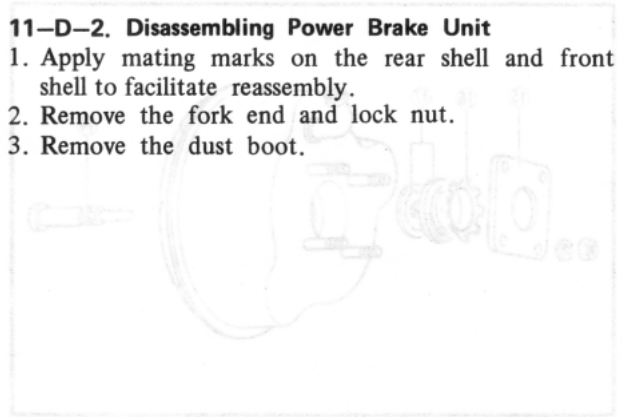 11–D–2. Disassembling Power Brake Unit
1. Apply mating marks on the rear shell and front
shell to facilitate reassembly.
2. Remove the fork end and lock nut.
3. Remove the dust boot.